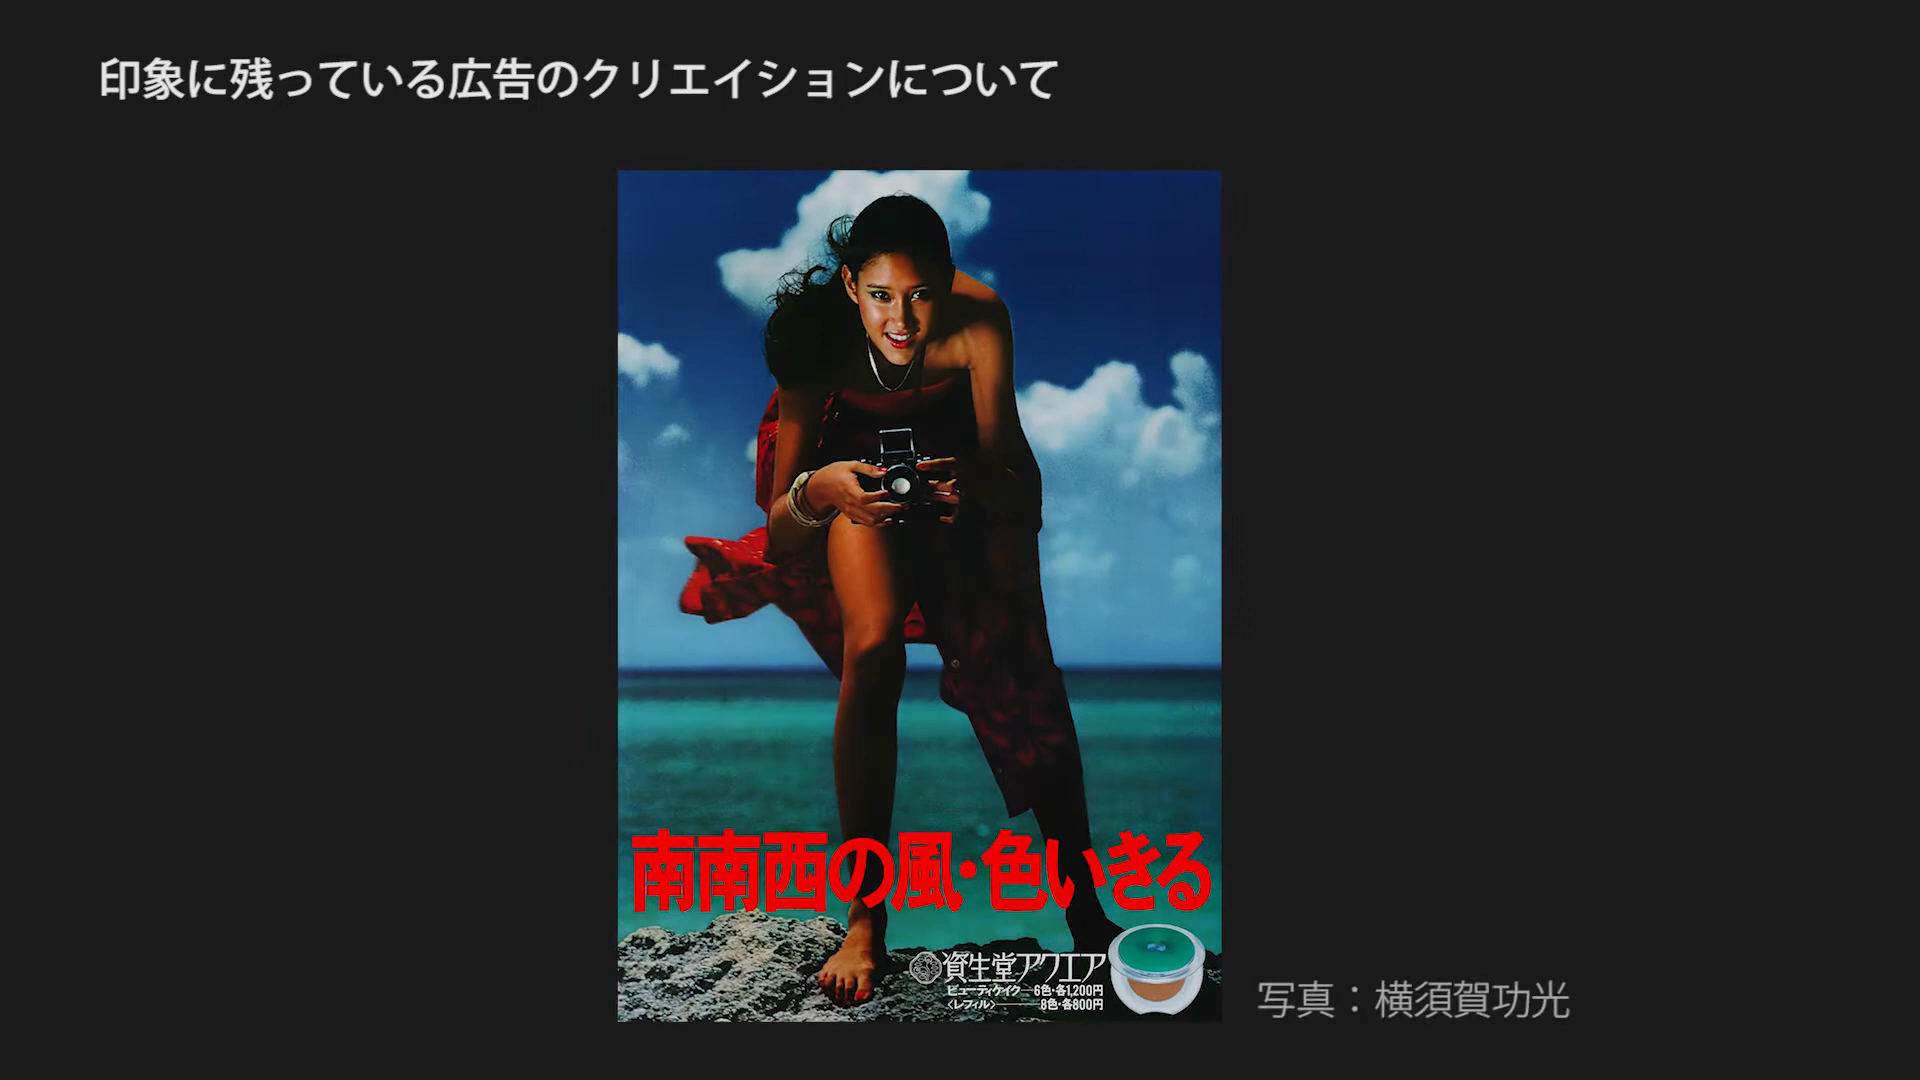 印象に残っている広告のクリエイションについて
南南西の風・色いきる
資生堂アクエア
ビューティケイク─6色・各1,200円
〈レフィル〉───8色・各800円
写真：横須賀功光